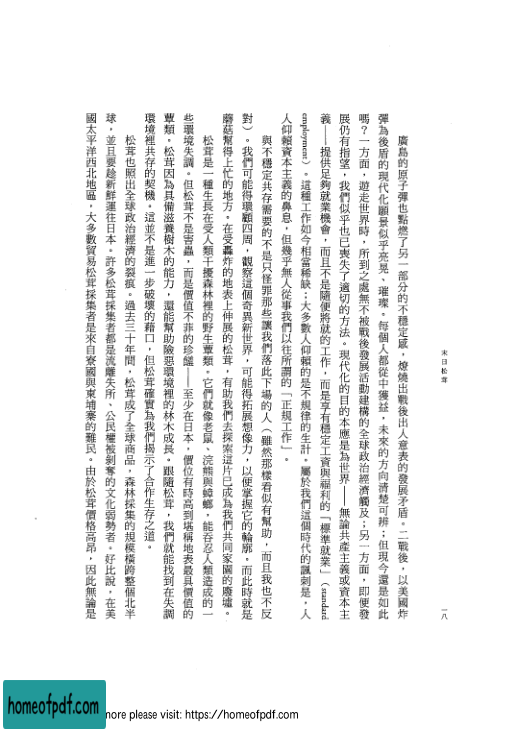 末日松茸
一八
廣島的原子彈也點燃了另一部分的不穩定感，燎燒出戰後出人意表的發展矛盾。二戰後，以美國炸
彈為後盾的現代化願景似乎亮晃、璀璨。每個人都從中獲益，未來的方向清楚可辨；但現今還是如此
嗎？一方面，遊走世界時，所到之處無不被戰後發展活動建構的全球政治經濟觸及；另一方面，即便發
展仍有指望，我們似乎也已喪失了適切的方法。現代化的目的本應是為世界——無論共產主義或資本主
義——提供足夠就業機會，而且不是隨便將就的工作，而是享有穩定工資與福利的「標準就業」（standard
employment）。這種工作如今相當稀缺；大多數人仰賴的是不規律的生計。屬於我們這個時代的諷刺是，人
人仰賴資本主義的鼻息，但幾乎無人從事我們以往所謂的「正規工作」。
與不穩定共存需要的不是只怪罪那些讓我們落此下場的人（雖然那樣看似有幫助，而且我也不反
對）。我們可能得環顧四周，觀察這個奇異新世界，可能得拓展想像力，以便掌握它的輪廓。而此時就是
蘑菇幫得上忙的地方。在受轟炸的地表上伸展的松茸，有助我們去探索這片已成為我們共同家園的廢墟。
松茸是一種生長在受人類干擾森林裡的野生蕈類。它們就像老鼠、浣熊與蟑螂，能吞忍人類造成的一
些環境失調。但松茸不是害蟲，而是價值不菲的珍饈——至少在日本，價位有時高到堪稱地表最具價值的
蕈類。松茸因為具備滋養樹木的能力，還能幫助險惡環境裡的林木成長。跟隨松茸，我們就能找到在失調
環境裡共存的契機。這並不是進一步破壞的藉口，但松茸確實為我們揭示了合作生存之道。
松茸也照出全球政治經濟的裂痕。過去三十年間，松茸成了全球商品，森林採集的規模橫跨整個北半
球，並且要趁新鮮運往日本。許多松茸採集者都是流離失所、公民權被剝奪的文化弱勢者。好比說，在美
國太平洋西北地區，大多數貿易松茸採集者是來自寮國與柬埔寨的難民。由於松茸價格高昂，因此無論是
homeofpdf.com
more please visit: https://homeofpdf.com